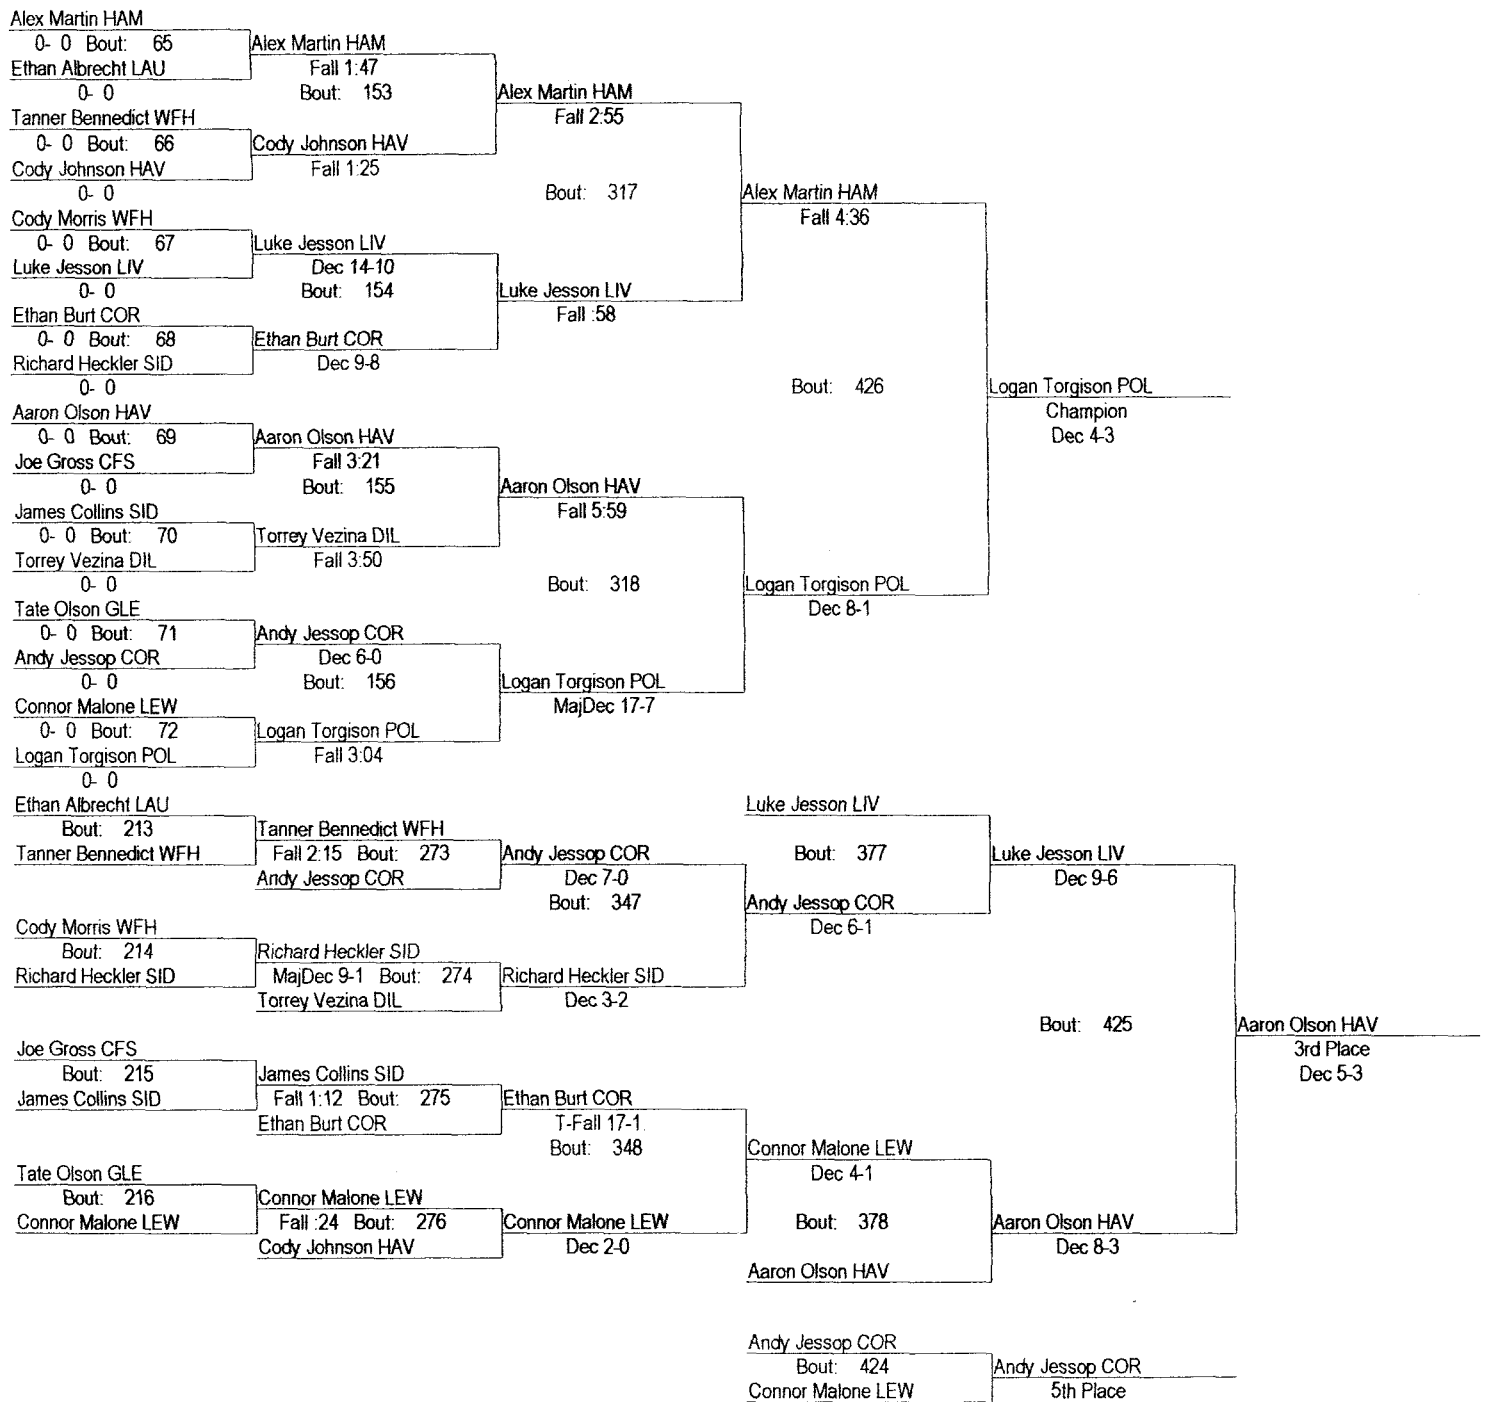 Alex Martin HAM
0- 0 Bout: 65
Ethan Albrecht LAU
0- 0
Tanner Bennedict WFH
0- 0 Bout: 66
Cody Johnson HAV
0- 0
Cody Morris WFH
0- 0 Bout: 67
Luke Jesson LIV
0- 0
Ethan Burt COR
0- 0 Bout: 68
Richard Heckler SID
0- 0
Aaron Olson HAV
0- 0 Bout: 69
Joe Gross CFS
0- 0
James Collins SID
0- 0 Bout: 70
Torrey Vezina DIL
0- 0
Tate Olson GLE
0- 0 Bout: 71
Andy Jessop COR
0- 0
Connor Malone LEW
0- 0 Bout: 72
Logan Torgison POL
0- 0
Alex Martin HAM
Fall 1:47
Bout: 153
Cody Johnson HAV
Fall 1:25
Luke Jesson LIV
Dec 14-10
Bout: 154
Ethan Burt COR
Dec 9-8
Aaron Olson HAV
Fall 3:21
Bout: 155
Torrey Vezina DIL
Fall 3:50
Andy Jessop COR
Dec 6-0
Bout: 156
Logan Torgison POL
Fall 3:04
Alex Martin HAM
Fall 2:55
Bout: 317
Luke Jesson LIV
Fall :58
Aaron Olson HAV
Fall 5:59
Bout: 318
Logan Torgison POL
MajDec 17-7
Alex Martin HAM
Fall 4:36
Bout: 426
Logan Torgison POL
Dec 8-1
Logan Torgison POL
Champion
Dec 4-3
Ethan Albrecht LAU
Bout: 213
Tanner Bennedict WFH
Cody Morris WFH
Bout: 214
Richard Heckler SID
Joe Gross CFS
Bout: 215
James Collins SID
Tate Olson GLE
Bout: 216
Connor Malone LEW
Tanner Bennedict WFH
Fall 2:15 Bout: 273
Andy Jessop COR
Richard Heckler SID
MajDec 9-1 Bout: 274
Torrey Vezina DIL
James Collins SID
Fall 1:12 Bout: 275
Ethan Burt COR
Connor Malone LEW
Fall :24 Bout: 276
Cody Johnson HAV
Andy Jessop COR
Dec 7-0
Bout: 347
Richard Heckler SID
Dec 3-2
Ethan Burt COR
T-Fall 17-1
Bout: 348
Connor Malone LEW
Dec 2-0
Luke Jesson LIV
Bout: 377
Andy Jessop COR
Dec 6-1
Connor Malone LEW
Dec 4-1
Bout: 378
Aaron Olson HAV
Luke Jesson LIV
Dec 9-6
Bout: 425
Aaron Olson HAV
Dec 8-3
Aaron Olson HAV
3rd Place
Dec 5-3
Andy Jessop COR
Bout: 424
Connor Malone LEW
Andy Jessop COR
5th Place